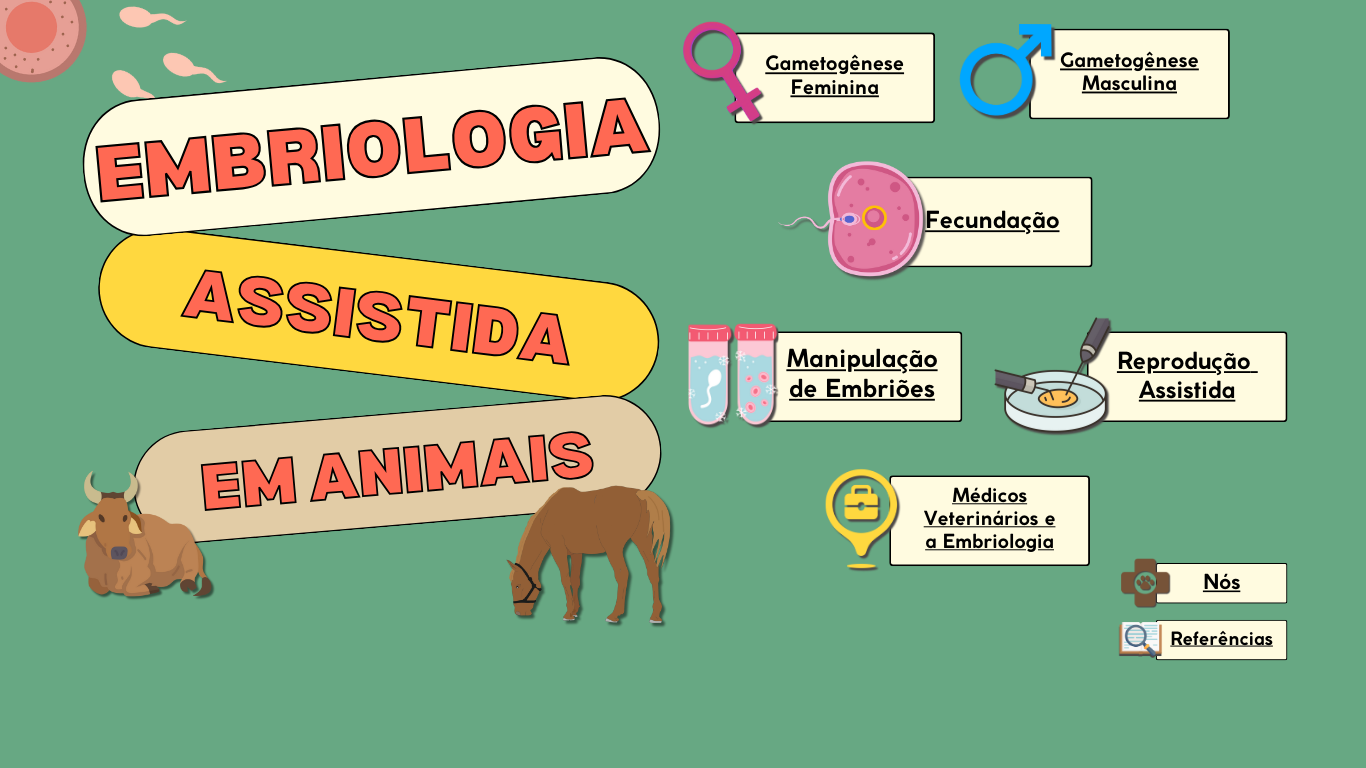 EMBRIOLOGIA
ASSISTIDA
EM ANIMAIS
Gametogênese
Feminina
Gametogênese
Masculina
Fecundação
Manipulação
de Embriões
Reprodução
Assistida
Médicos
Veterinários e
a Embriologia
Nós
Referências